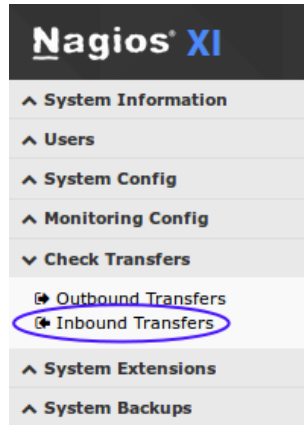 Nagios® XI
System Information
Users
System Config
Monitoring Config
Check Transfers
Outbound Transfers
Inbound Transfers
System Extensions
System Backups